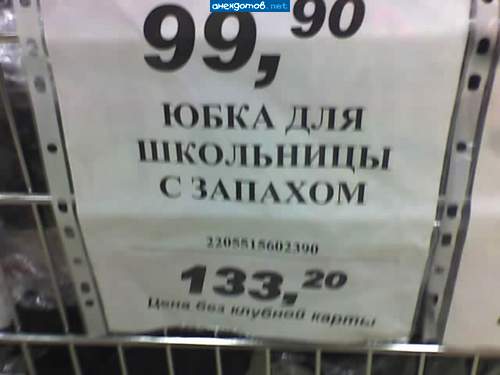 анекдотов.net
99,90
ЮБКА ДЛЯ
ШКОЛЬНИЦЫ
С ЗАПАХОМ
2205515602390
133,20
Цена без клубной карты